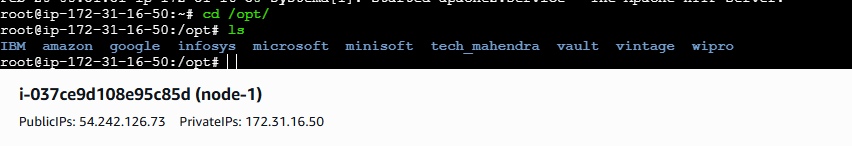 root@ip-172-31-16-50:~# cd /opt/
root@ip-172-31-16-50:/opt# ls
IBM amazon google infosys microsoft minisoft tech_mahendra vault vintage wipro
root@ip-172-31-16-50:/opt#
i-037ce9d108e95c85d (node-1)
PublicIPs: 54.242.126.73 PrivateIPs: 172.31.16.50